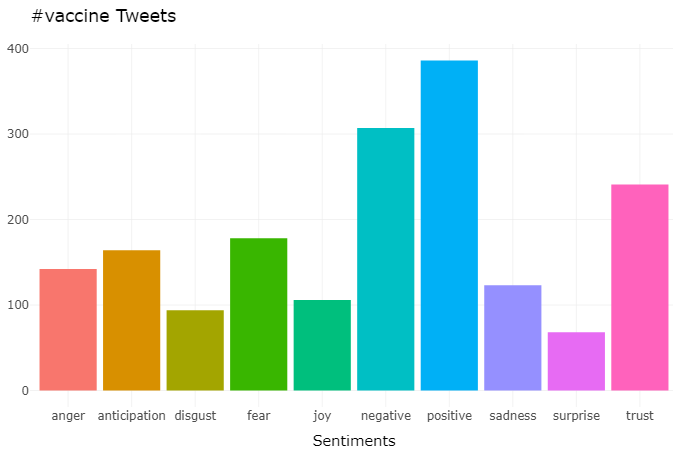 #vaccine Tweets
400
300
200
100
0
anger anticipation disgust fear joy negative positive sadness surprise trust
Sentiments